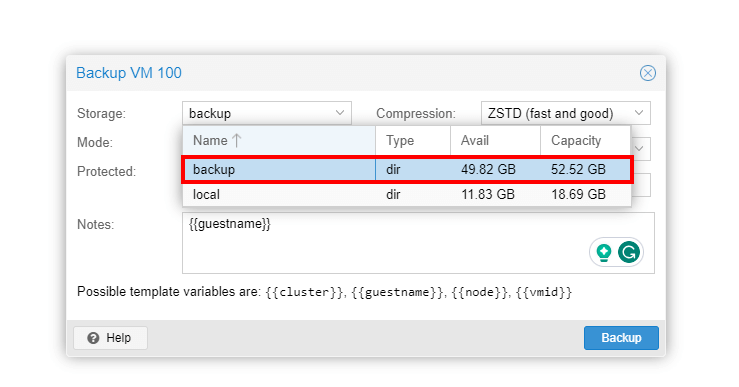 Backup VM 100
Storage: backup Compression: ZSTD (fast and good)
Mode: Name Type Avail Capacity
Protected: backup dir 49.82 GB 52.52 GB
local dir 11.83 GB 18.69 GB
Notes: {{guestname}}
Possible template variables are: {{cluster}}, {{guestname}}, {{node}}, {{vmid}}
Help Backup